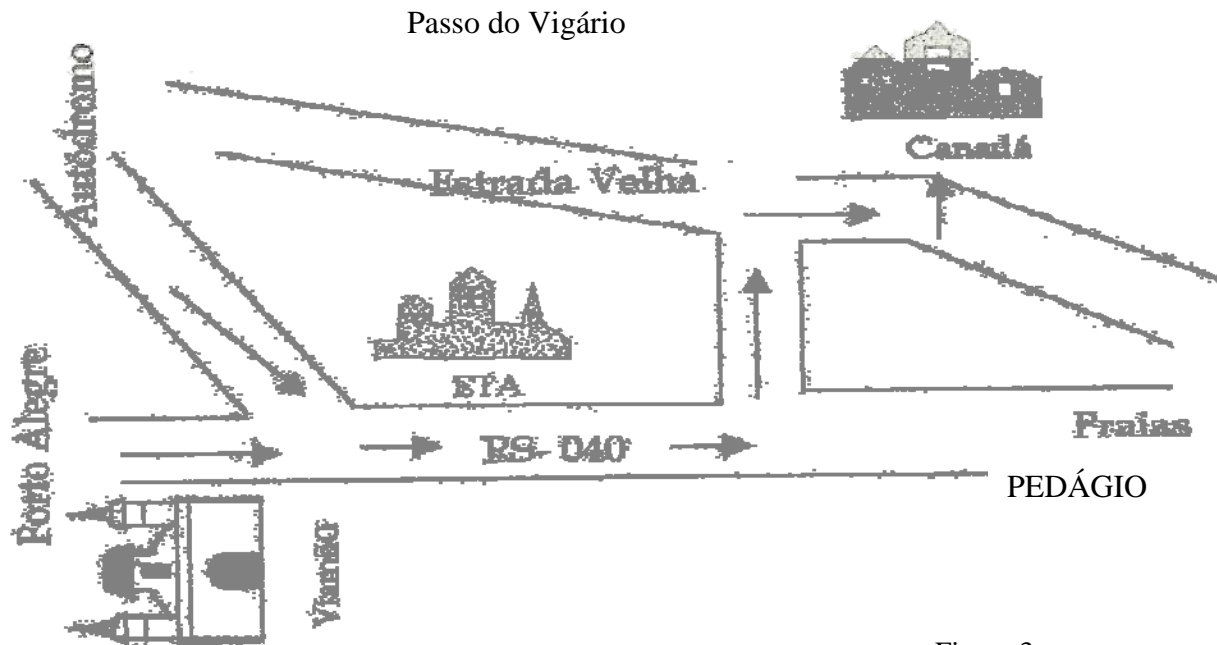 Passo do Vigário
Autódromo
Canadá
Estrada Velha
ETA
Porto Alegre
RS- 040
Praias
PEDÁGIO
Viamão